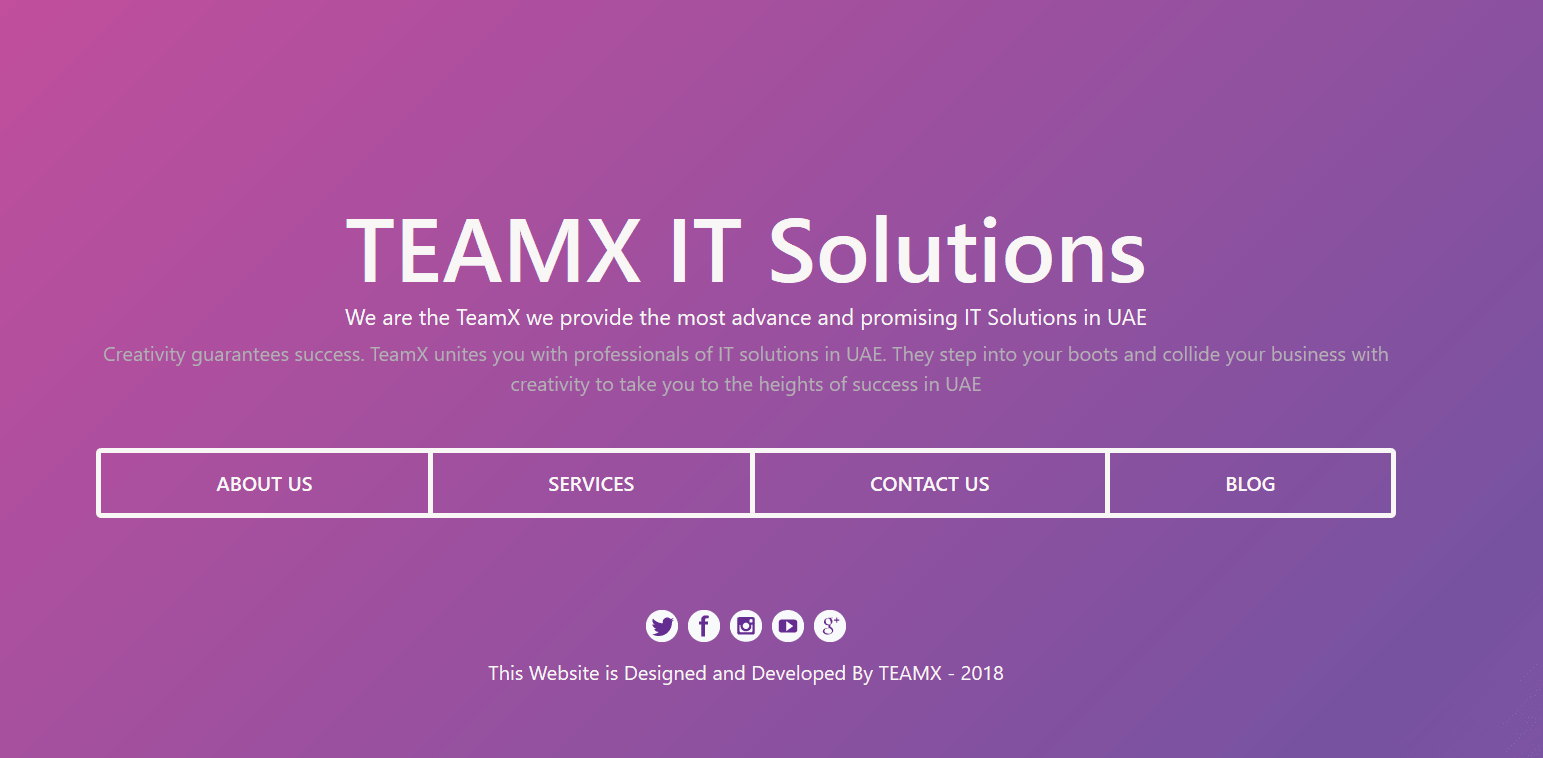 TEAMX IT Solutions
We are the TeamX we provide the most advance and promising IT Solutions in UAE
Creativity guarantees success. TeamX unites you with professionals of IT solutions in UAE. They step into your boots and collide your business with
creativity to take you to the heights of success in UAE
ABOUT US SERVICES CONTACT US BLOG
This Website is Designed and Developed By TEAMX - 2018